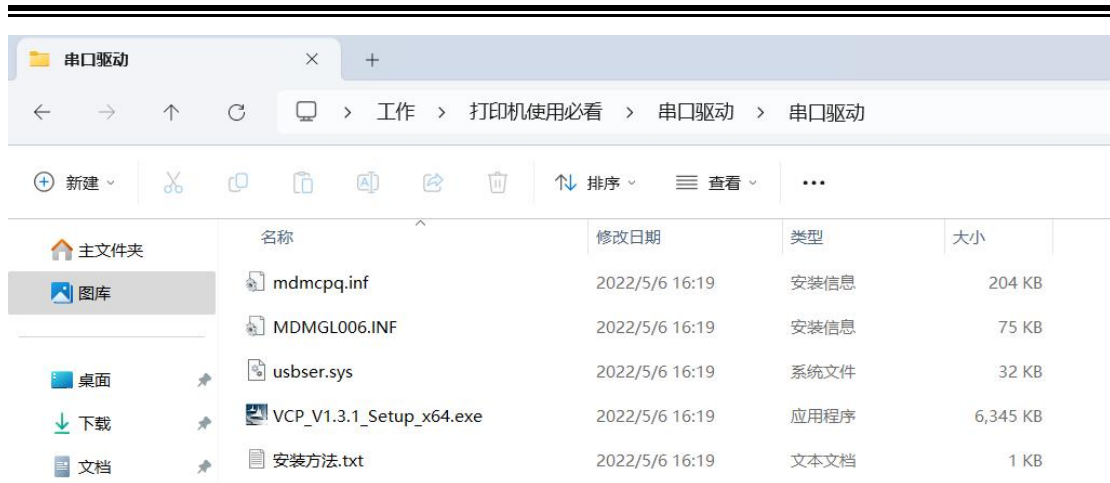 串口驱动
工作 > 打印机使用必看 > 串口驱动 > 串口驱动
新建 排序 查看
名称 修改日期 类型 大小
主文件夹
图库
桌面
下载
文档
mdmcpq.inf 2022/5/6 16:19 安装信息 204 KB
MDMGL006.INF 2022/5/6 16:19 安装信息 75 KB
usbser.sys 2022/5/6 16:19 系统文件 32 KB
VCP_V1.3.1_Setup_x64.exe 2022/5/6 16:19 应用程序 6,345 KB
安装方法.txt 2022/5/6 16:19 文本文档 1 KB